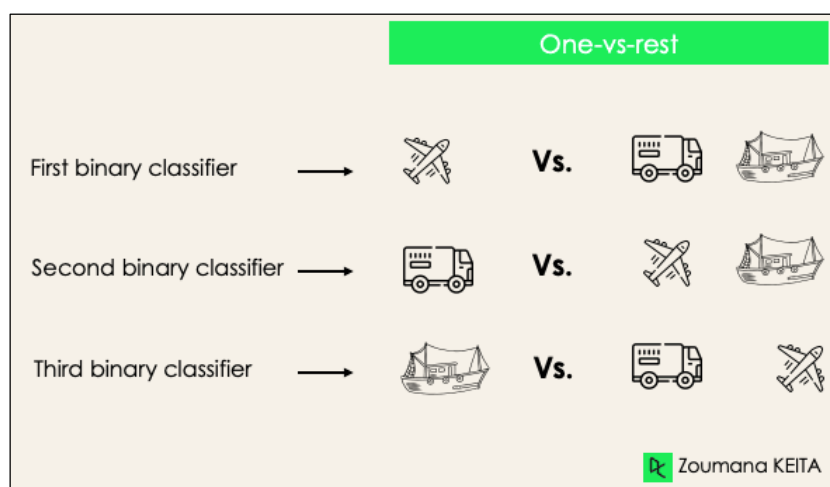 One-vs-rest
First binary classifier
Vs.
Second binary classifier
Vs.
Third binary classifier
Vs.
Zoumana KEITA